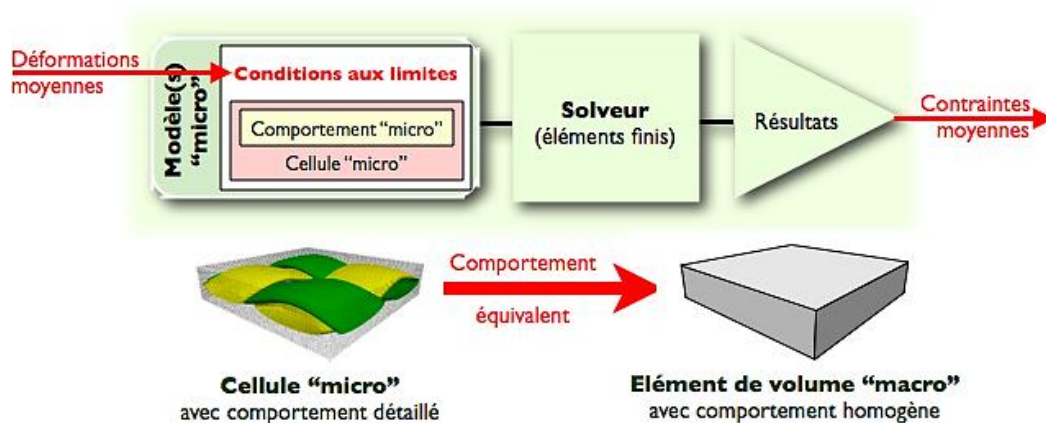 Déformations
moyennes
Modèle(s)
“micro”
Conditions aux limites
Comportement “micro”
Cellule “micro”
Solveur
(éléments finis)
Résultats
Contraintes
moyennes
Comportement
équivalent
Cellule “micro”
avec comportement détaillé
Elément de volume “macro”
avec comportement homogène